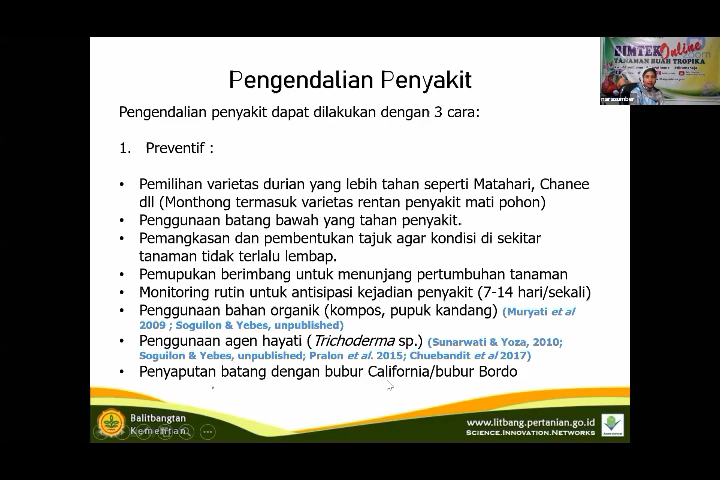 Pengendalian Penyakit
BIMTEK Online
TANAMAN BUAH TROPIKA
narasumber
Pengendalian penyakit dapat dilakukan dengan 3 cara:
1. Preventif :
• Pemilihan varietas durian yang lebih tahan seperti Matahari, Chanee
dll (Monthong termasuk varietas rentan penyakit mati pohon)
• Penggunaan batang bawah yang tahan penyakit.
• Pemangkasan dan pembentukan tajuk agar kondisi di sekitar
tanaman tidak terlalu lembap.
• Pemupukan berimbang untuk menunjang pertumbuhan tanaman
• Monitoring rutin untuk antisipasi kejadian penyakit (7-14 hari/sekali)
• Penggunaan bahan organik (kompos, pupuk kandang) (Muryati et al
2009 ; Soguilon & Yebes, unpublished)
• Penggunaan agen hayati (Trichoderma sp.) (Sunarwati & Yoza, 2010;
Soguilon & Yebes, unpublished; Pralon et al. 2015; Chuebandit et al 2017)
• Penyaputan batang dengan bubur California/bubur Bordo
Balitbangtan
Kementan
www.litbang.pertanian.go.id
SCIENCE.INNOVATION.NETWORKS